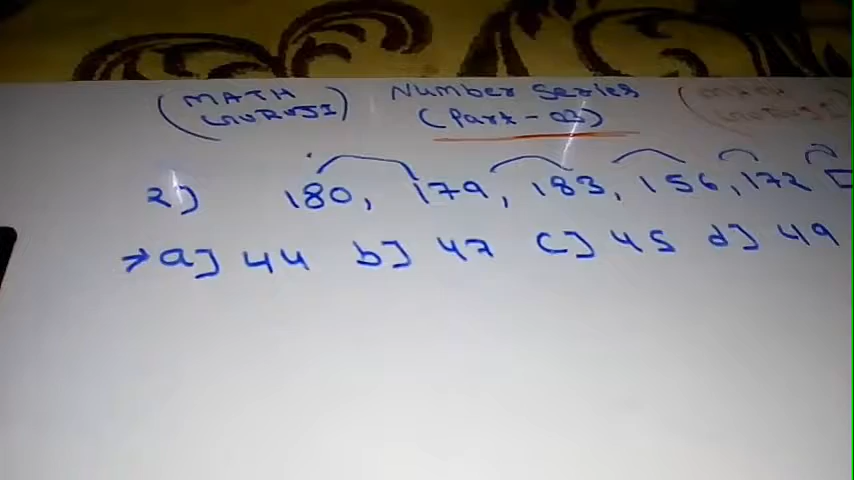 (MATH GURUJI) Number Series
(Part - 02)
2) 180, 179, 183, 156, 172
→ a] 44 b] 47 c] 45 d] 49